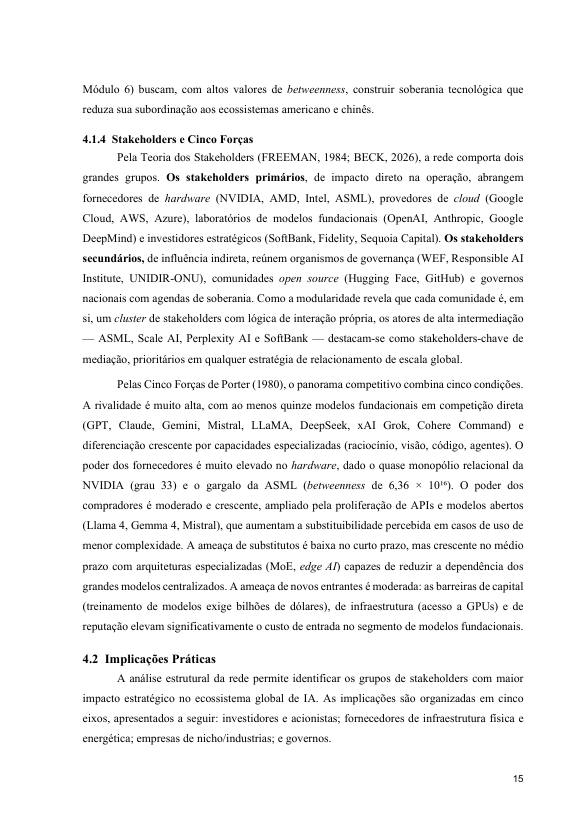 Módulo 6) buscam, com altos valores de betweenness, construir soberania tecnológica que
reduza sua subordinação aos ecossistemas americano e chinês.
4.1.4 Stakeholders e Cinco Forças
Pela Teoria dos Stakeholders (FREEMAN, 1984; BECK, 2026), a rede comporta dois
grandes grupos. Os stakeholders primários, de impacto direto na operação, abrangem
fornecedores de hardware (NVIDIA, AMD, Intel, ASML), provedores de cloud (Google
Cloud, AWS, Azure), laboratórios de modelos fundacionais (OpenAI, Anthropic, Google
DeepMind) e investidores estratégicos (SoftBank, Fidelity, Sequoia Capital). Os stakeholders
secundários, de influência indireta, reúnem organismos de governança (WEF, Responsible AI
Institute, UNIDIR-ONU), comunidades open source (Hugging Face, GitHub) e governos
nacionais com agendas de soberania. Como a modularidade revela que cada comunidade é, em
si, um cluster de stakeholders com lógica de interação própria, os atores de alta intermediação
— ASML, Scale AI, Perplexity AI e SoftBank — destacam-se como stakeholders-chave de
mediação, prioritários em qualquer estratégia de relacionamento de escala global.
Pelas Cinco Forças de Porter (1980), o panorama competitivo combina cinco condições.
A rivalidade é muito alta, com ao menos quinze modelos fundacionais em competição direta
(GPT, Claude, Gemini, Mistral, LLaMA, DeepSeek, xAI Grok, Cohere Command) e
diferenciação crescente por capacidades especializadas (raciocínio, visão, código, agentes). O
poder dos fornecedores é muito elevado no hardware, dado o quase monopólio relacional da
NVIDIA (grau 33) e o gargalo da ASML (betweenness de 6,36 × 10¹⁶). O poder dos
compradores é moderado e crescente, ampliado pela proliferação de APIs e modelos abertos
(Llama 4, Gemma 4, Mistral), que aumentam a substituibilidade percebida em casos de uso de
menor complexidade. A ameaça de substitutos é baixa no curto prazo, mas crescente no médio
prazo com arquiteturas especializadas (MoE, edge AI) capazes de reduzir a dependência dos
grandes modelos centralizados. A ameaça de novos entrantes é moderada: as barreiras de capital
(treinamento de modelos exige bilhões de dólares), de infraestrutura (acesso a GPUs) e de
reputação elevam significativamente o custo de entrada no segmento de modelos fundacionais.
4.2 Implicações Práticas
A análise estrutural da rede permite identificar os grupos de stakeholders com maior
impacto estratégico no ecossistema global de IA. As implicações são organizadas em cinco
eixos, apresentados a seguir: investidores e acionistas; fornecedores de infraestrutura física e
energética; empresas de nicho/industrias; e governos.
15